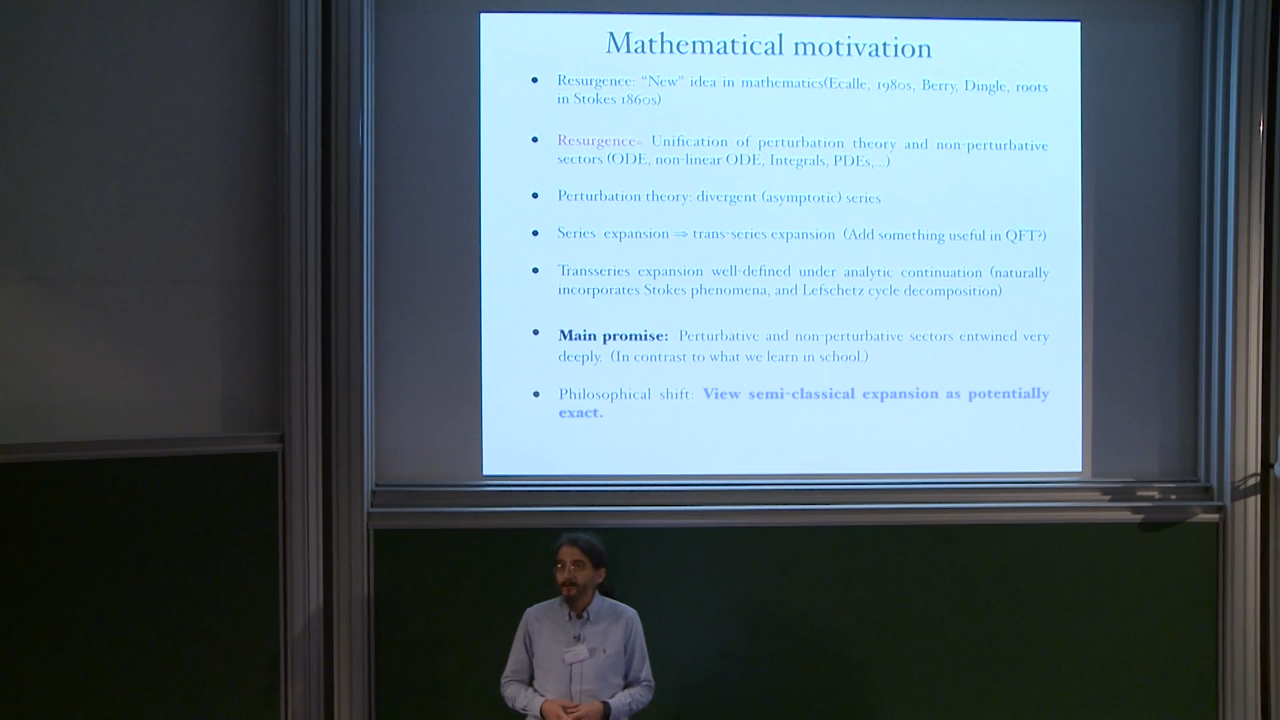 Mathematical motivation
• Resurgence: “New” idea in mathematics(Ecalle, 1980s, Berry, Dingle, roots
in Stokes 1860s)
• Resurgence= Unification of perturbation theory and non-perturbative
sectors (ODE, non-linear ODE, Integrals, PDEs,...)
• Perturbation theory: divergent (asymptotic) series
• Series expansion ⇒ trans-series expansion (Add something useful in QFT?)
• Transseries expansion well-defined under analytic continuation (naturally
incorporates Stokes phenomena, and Lefschetz cycle decomposition)
• Main promise: Perturbative and non-perturbative sectors entwined very
deeply. (In contrast to what we learn in school.)
• Philosophical shift: View semi-classical expansion as potentially
exact.